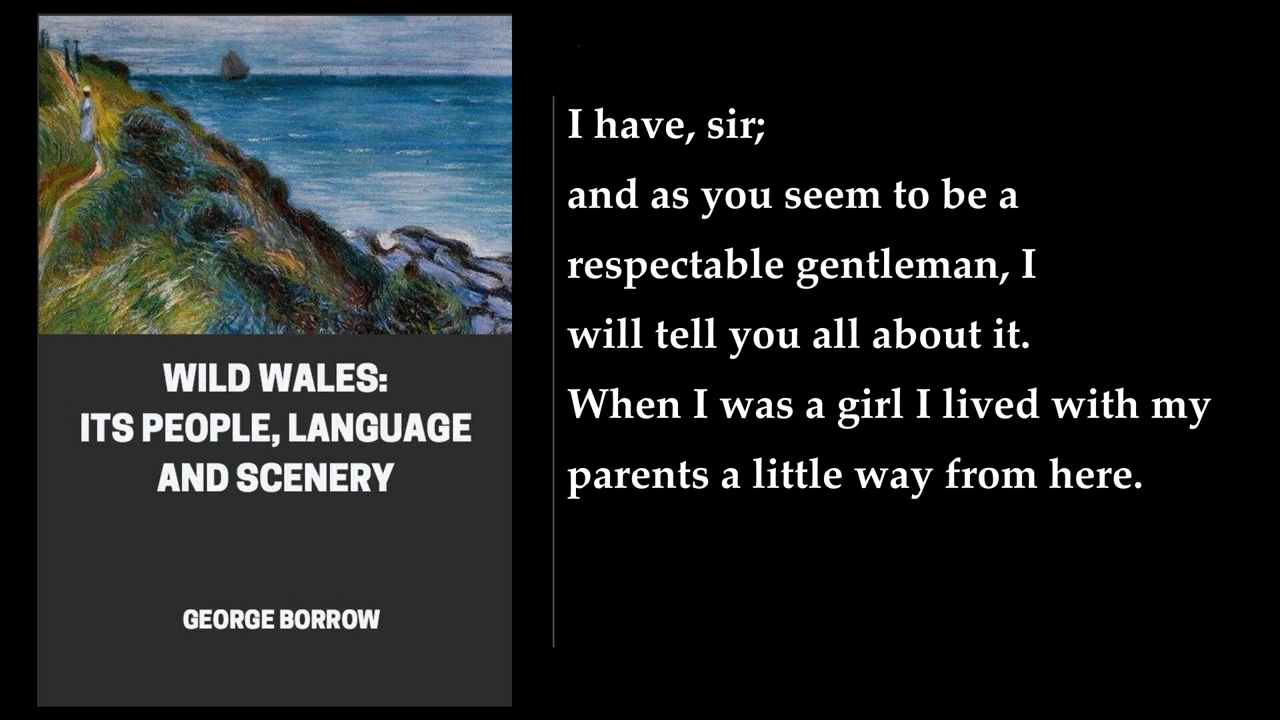 WILD WALES:
ITS PEOPLE, LANGUAGE
AND SCENERY
GEORGE BORROW
I have, sir;
and as you seem to be a
respectable gentleman, I
will tell you all about it.
When I was a girl I lived with my
parents a little way from here.